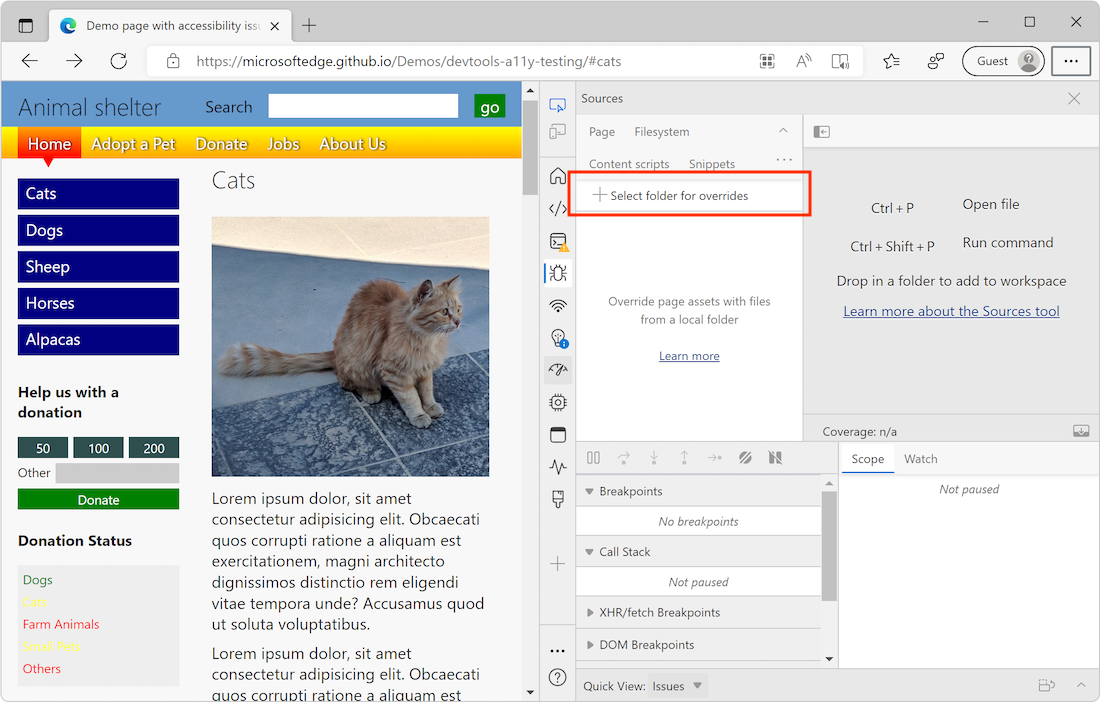 Demo page with accessibility issu
https://microsoftedge.github.io/Demos/devtools-a11y-testing/#cats
Guest
Animal shelter
Search
go
Home
Adopt a Pet
Donate
Jobs
About Us
Cats
Dogs
Sheep
Horses
Alpacas
Help us with a
donation
50
100
200
Other
Donate
Donation Status
Dogs
Cats
Farm Animals
Small Pets
Others
Cats
Lorem ipsum dolor, sit amet
consectetur adipisicing elit. Obcaecati
quos corrupti ratione a aliquam est
exercitationem, magni architecto
dignissimos distinctio rem eligendi
vitae tempora unde? Accusamus quod
ut soluta voluptatibus.
Lorem ipsum dolor, sit amet
consectetur adipisicing elit. Obcaecati
quos corrupti ratione a aliquam est
Sources
Page
Filesystem
Content scripts
Snippets
Select folder for overrides
Override page assets with files
from a local folder
Learn more
Ctrl + P
Open file
Ctrl + Shift + P
Run command
Drop in a folder to add to workspace
Learn more about the Sources tool
Coverage: n/a
Breakpoints
No breakpoints
Call Stack
Not paused
XHR/fetch Breakpoints
DOM Breakpoints
Scope
Watch
Not paused
Quick View:
Issues